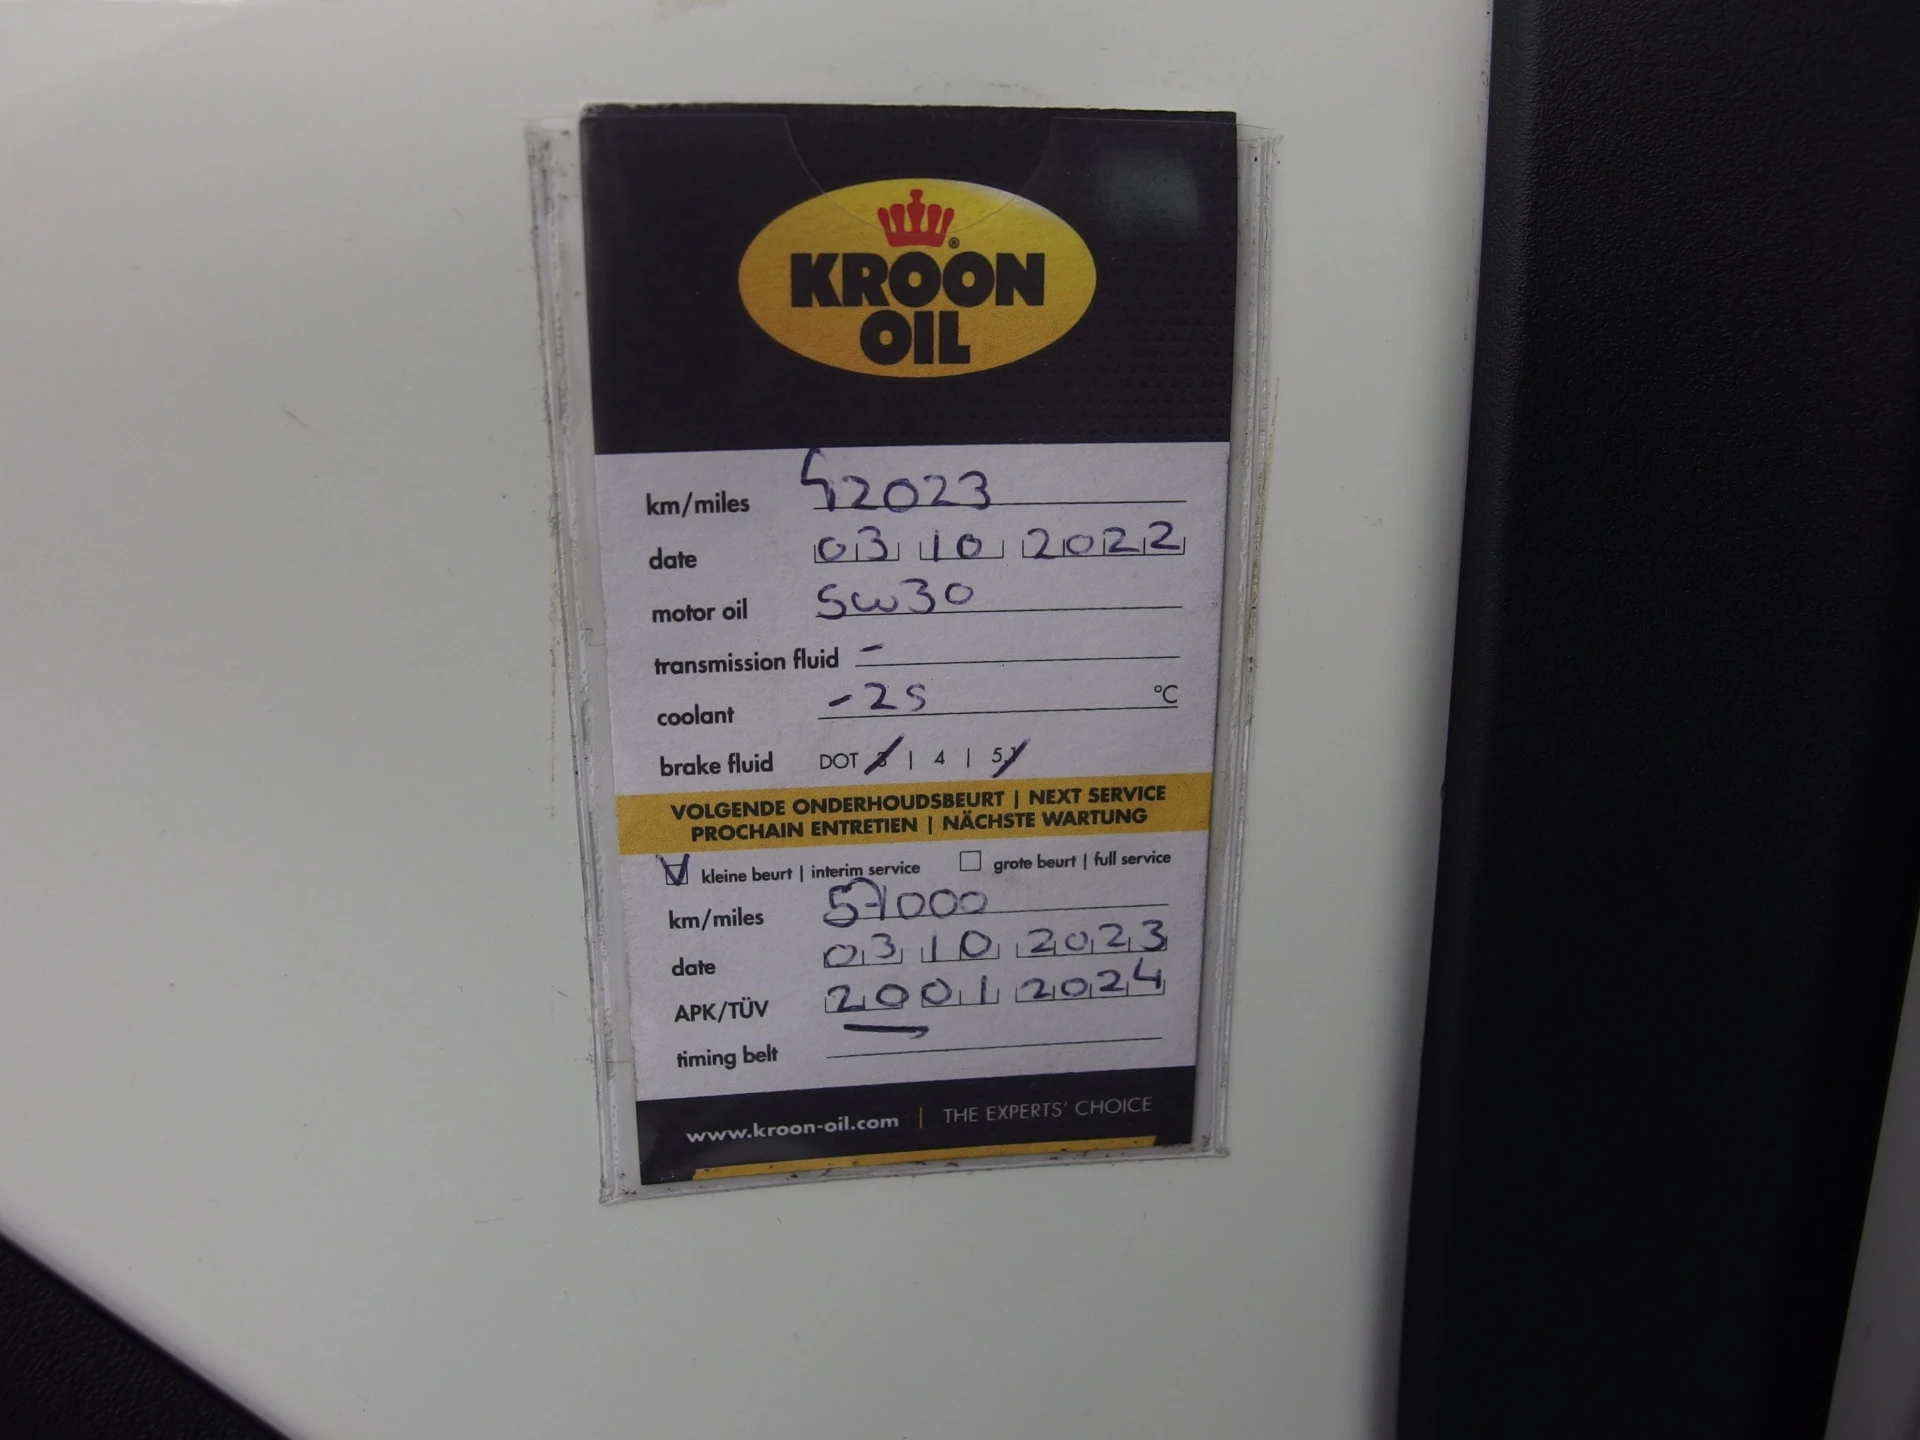 KROON
OIL
km/miles 42023
date 03 10 2022
motor oil 5w30
transmission fluid -
coolant -25 °C
brake fluid DOT 3 | 4 | 5.1
VOLGENDE ONDERHOUDSBEURT | NEXT SERVICE
PROCHAIN ENTRETIEN | NÄCHSTE WARTUNG
kleine beurt | interim service grote beurt | full service
km/miles 57000
date 03 10 2023
APK/TÜV 20 01 2024
timing belt
www.kroon-oil.com | THE EXPERTS' CHOICE